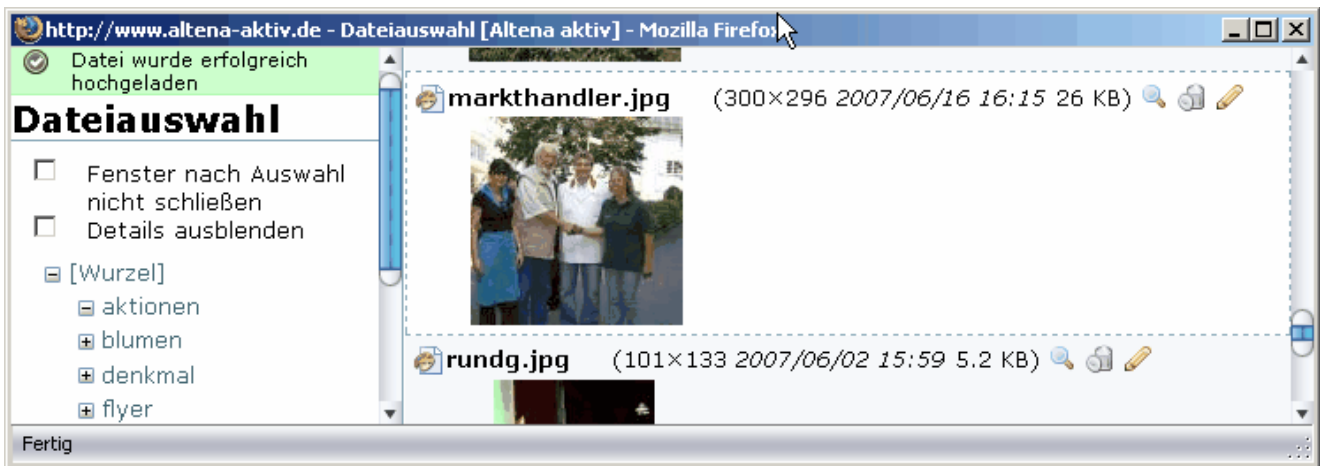 http://www.altena-aktiv.de - Dateiauswahl [Altena aktiv] - Mozilla Firefox
Datei wurde erfolgreich
hochgeladen
Dateiauswahl
Fenster nach Auswahl
nicht schließen
Details ausblenden
[Wurzel]
aktionen
blumen
denkmal
flyer
markthandler.jpg (300×296 2007/06/16 16:15 26 KB)
rundg.jpg (101×133 2007/06/02 15:59 5.2 KB)
Fertig